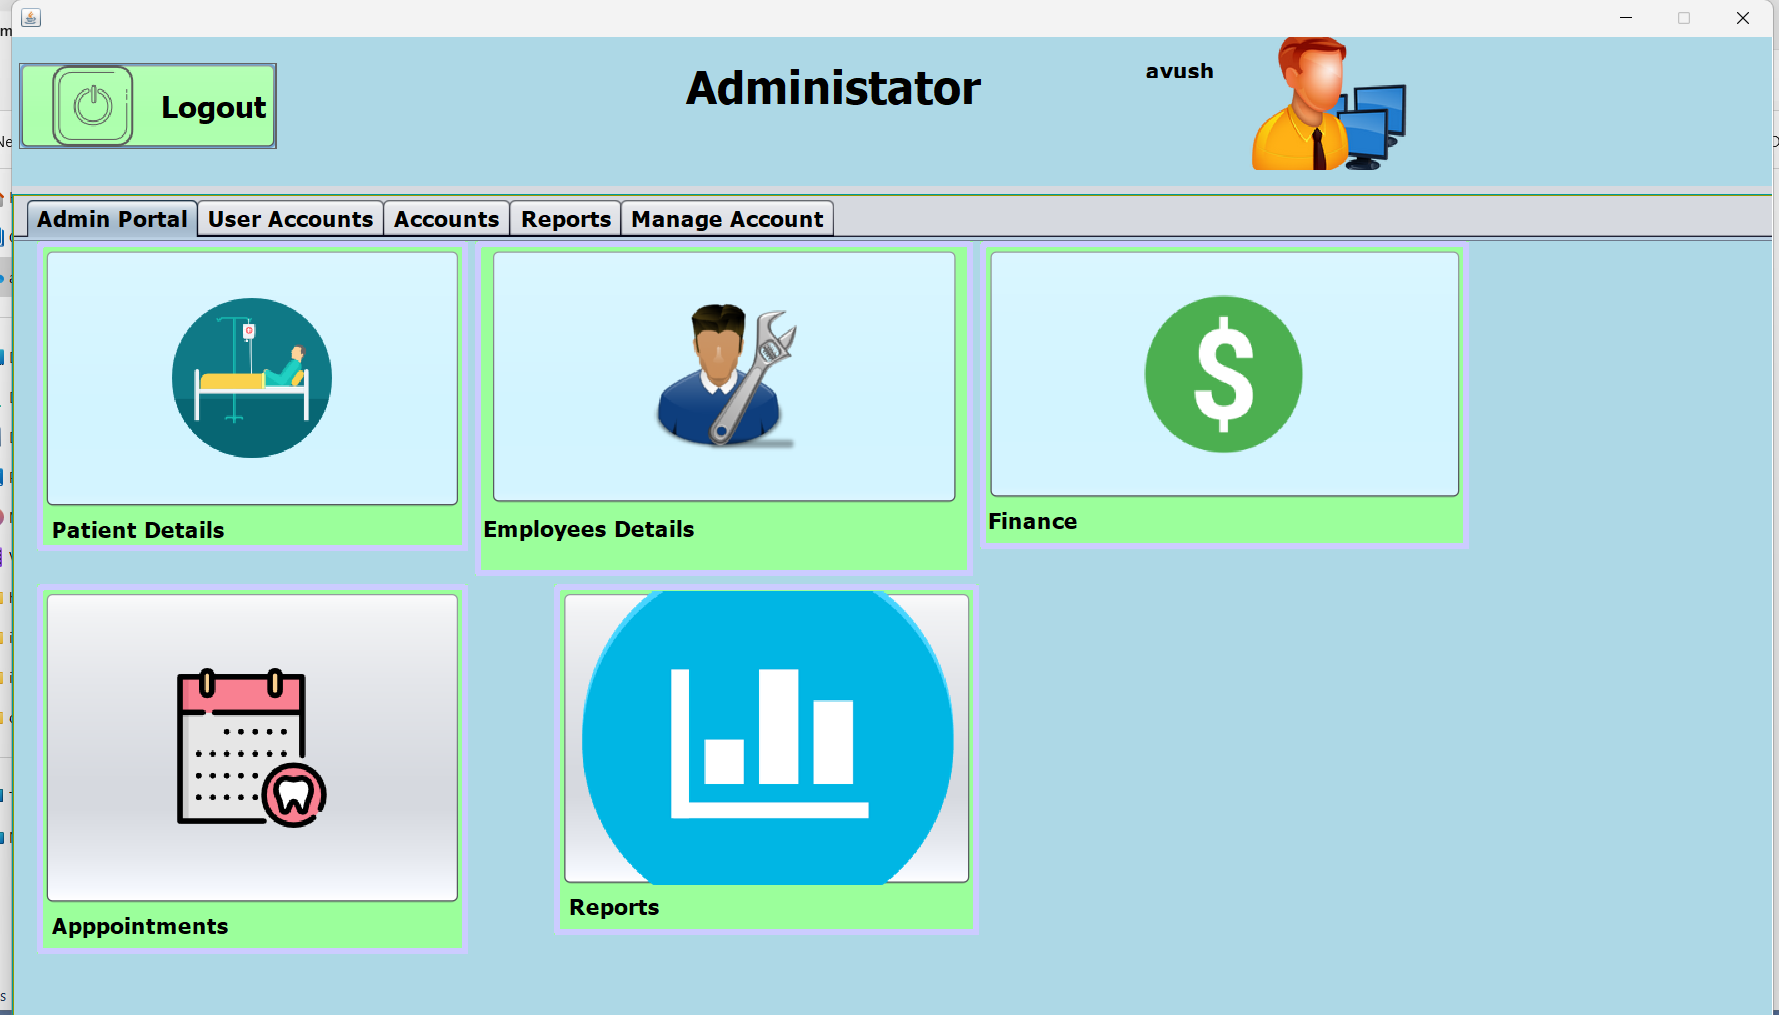 Logout
Administator
avush
Admin Portal User Accounts Accounts Reports Manage Account
$
Patient Details
Employees Details
Finance
Apppointments
Reports